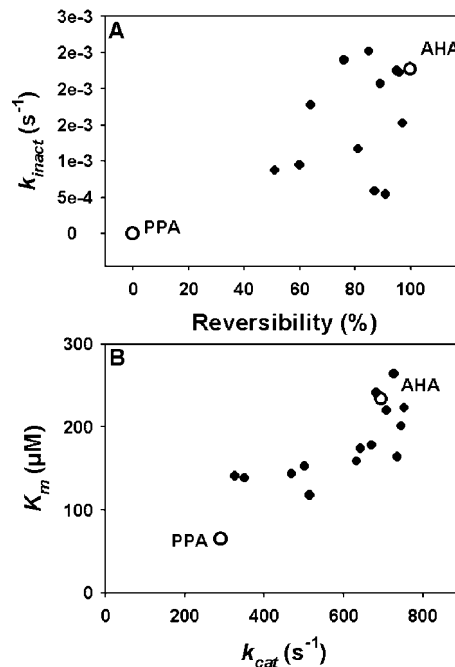 A
3e-3
2e-3
2e-3
2e-3
1e-3
5e-4
0
k_inact (s⁻¹)
AHA
PPA
0 20 40 60 80 100
Reversibility (%)
B
300
200
100
0
K_m (µM)
AHA
PPA
0 200 400 600 800
k_cat (s⁻¹)